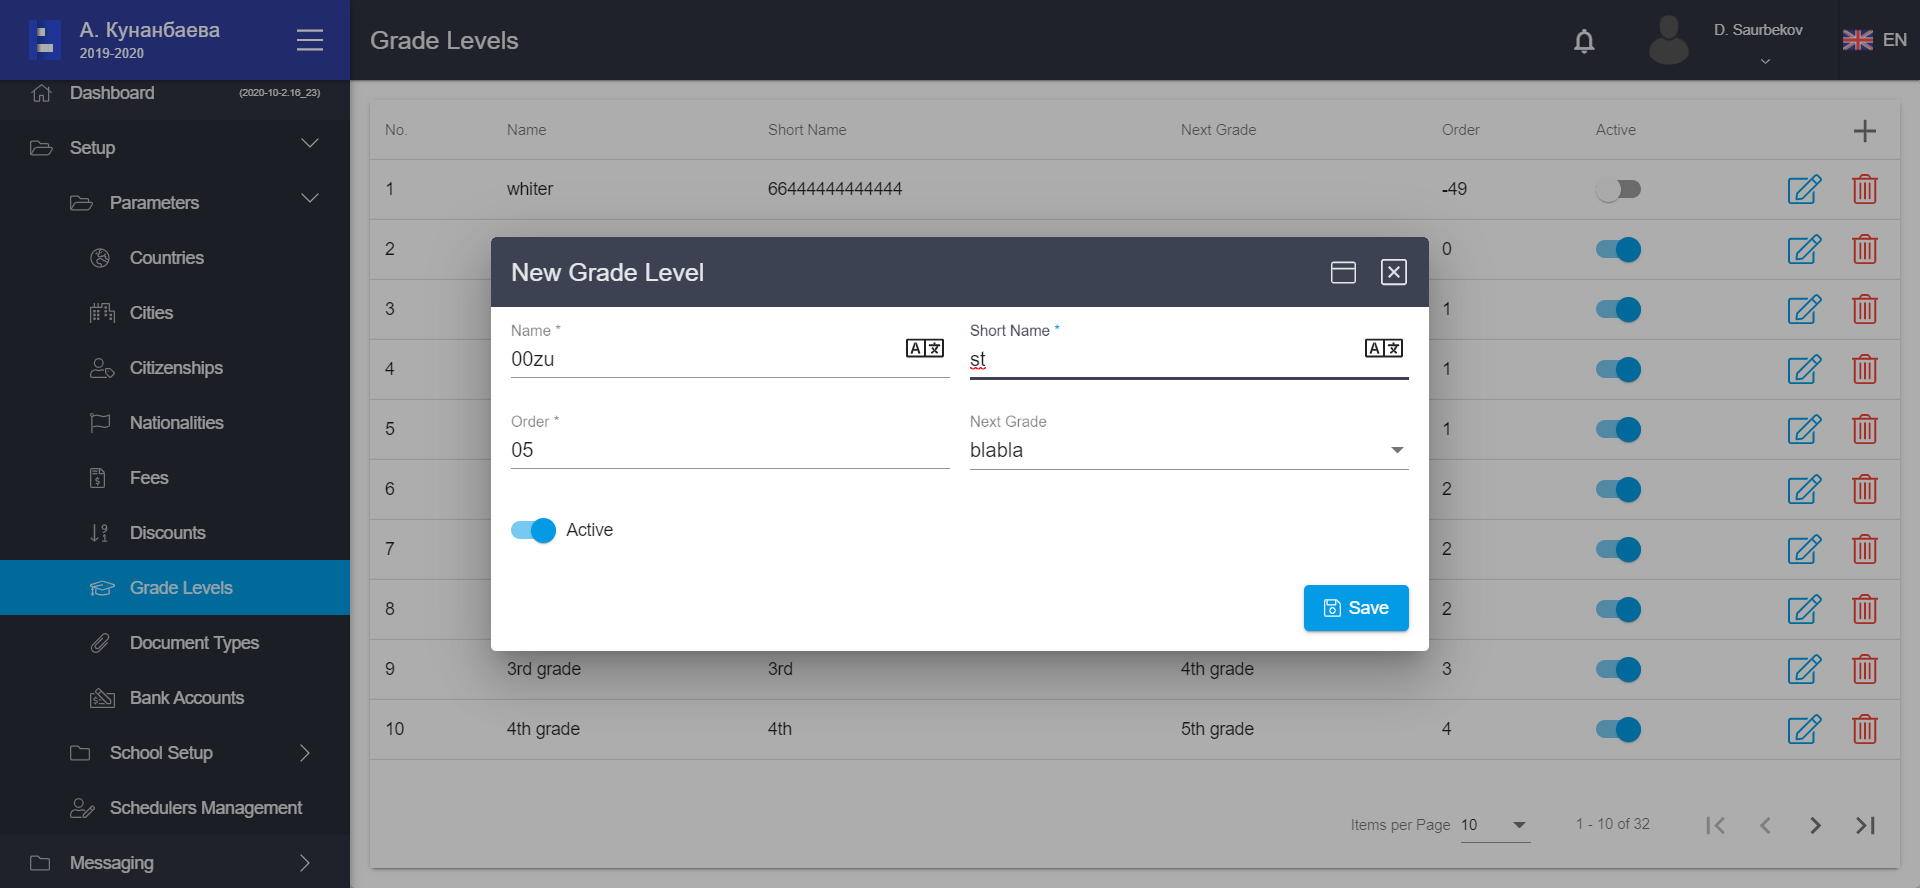 А. Кунанбаева
2019-2020
Grade Levels
D. Saurbekov
EN
Dashboard
(2020-10-2.16_23)
Setup
Parameters
Countries
Cities
Citizenships
Nationalities
Fees
Discounts
Grade Levels
Document Types
Bank Accounts
School Setup
Schedulers Management
Messaging
No. Name Short Name Next Grade Order Active
1 whiter 66444444444444 -49
2 0
3 1
4 1
5 1
6 2
7 2
8 2
9 3rd grade 3rd 4th grade 3
10 4th grade 4th 5th grade 4
New Grade Level
Name * Short Name *
00zu st
Order * Next Grade
05 blabla
Active
Save
Items per Page 10 1 - 10 of 32